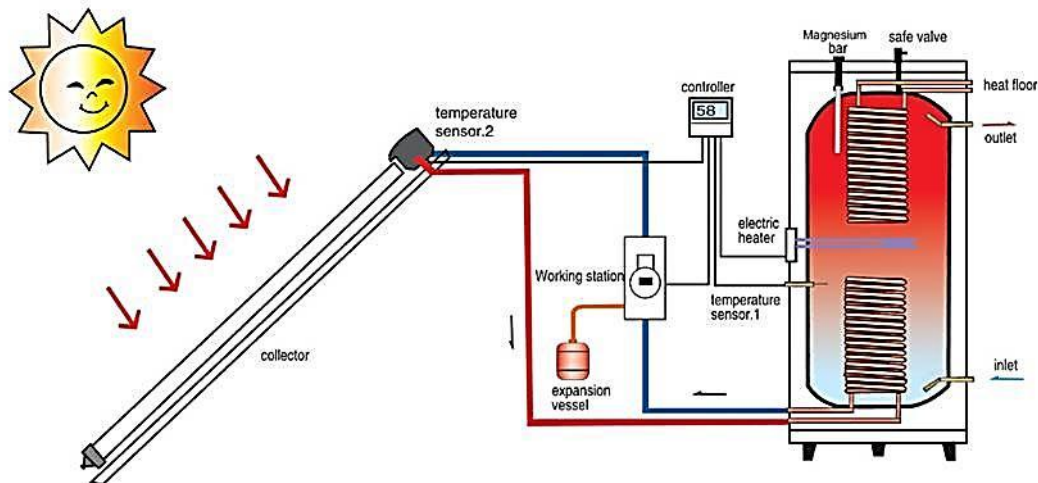 Magnesium
bar
safe valve
controller
58
heat floor
temperature
sensor.2
outlet
electric
heater
Working station
temperature
sensor.1
collector
expansion
vessel
inlet